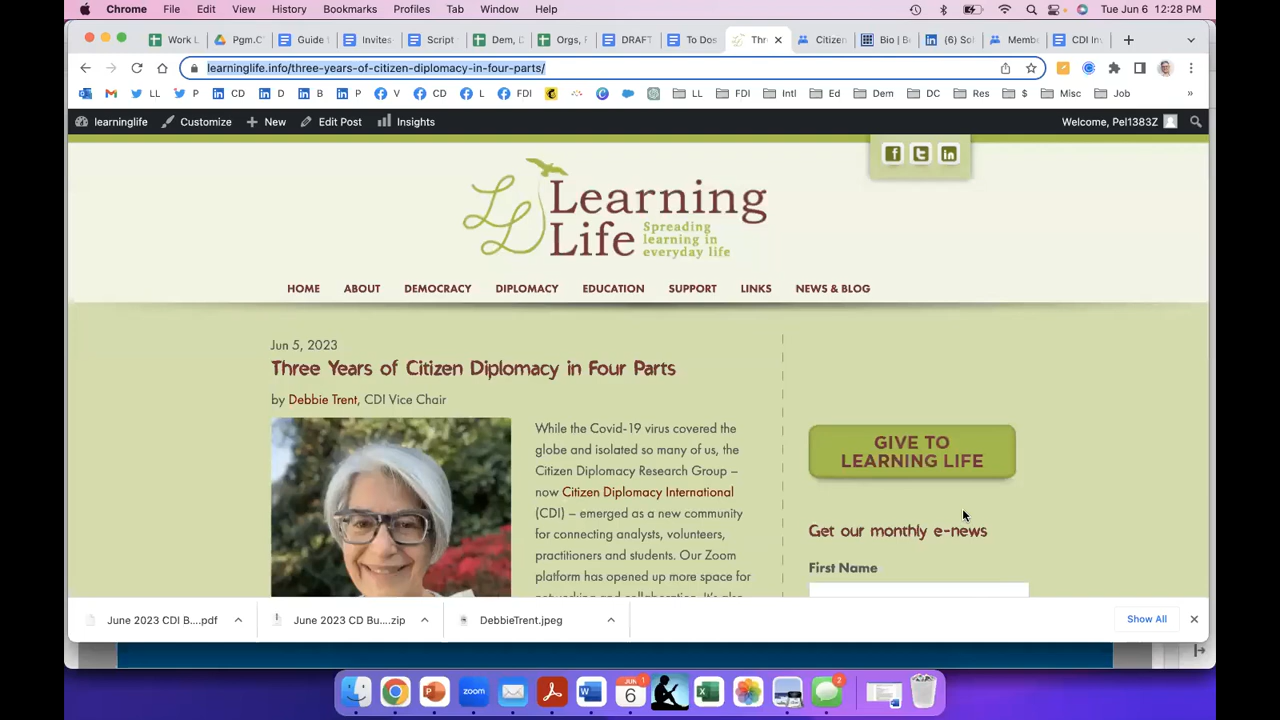 Chrome File Edit View History Bookmarks Profiles Tab Window Help Tue Jun 6 12:28 PM
Work L Pgm.C Guide Invites Script Dem, D Orgs, F DRAFT To Dos Thr Citizen Bio | B (6) So Memb CDI Inv
learninglife.info/three-years-of-citizen-diplomacy-in-four-parts/
LL P CD D B P V CD L FDI LL FDI Intl Ed Dem DC Res $ Misc Job »
learninglife Customize New Edit Post Insights Welcome, Pel1383Z
Learning
Life
Spreading
learning in
everyday life
HOME ABOUT DEMOCRACY DIPLOMACY EDUCATION SUPPORT LINKS NEWS & BLOG
Jun 5, 2023
Three Years of Citizen Diplomacy in Four Parts
by Debbie Trent, CDI Vice Chair
While the Covid-19 virus covered the
globe and isolated so many of us, the
Citizen Diplomacy Research Group –
now Citizen Diplomacy International
(CDI) – emerged as a new community
for connecting analysts, volunteers,
practitioners and students. Our Zoom
platform has opened up more space for
GIVE TO
LEARNING LIFE
Get our monthly e-news
First Name
June 2023 CDI B....pdf June 2023 CD Bu....zip DebbieTrent.jpeg Show All
zoom JUN 6 1 2